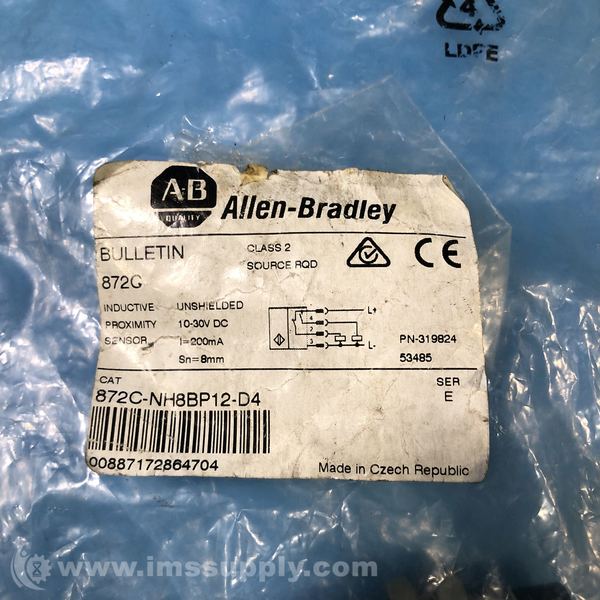 4
LDPE
A-B
QUALITY
Allen-Bradley
BULLETIN
872C
CLASS 2
SOURCE RQD
CE
INDUCTIVE UNSHIELDED
PROXIMITY 10-30V DC
SENSOR I=200mA
Sn=8mm
L+
L-
PN-319824
53485
CAT
872C-NH8BP12-D4
SER
E
00887172864704
Made in Czech Republic
www.imssupply.com